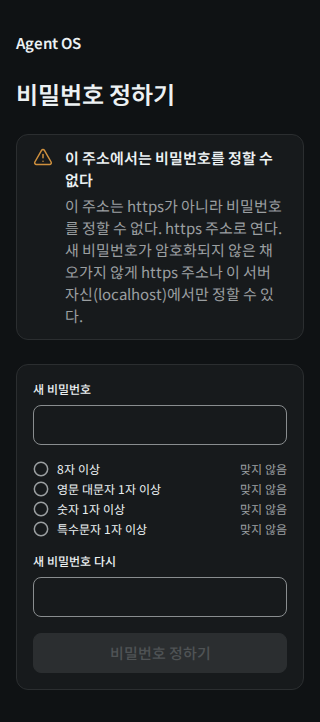 Agent OS
비밀번호 정하기
이 주소에서는 비밀번호를 정할 수
없다
이 주소는 https가 아니라 비밀번호
를 정할 수 없다. https 주소로 연다.
새 비밀번호가 암호화되지 않은 채
오가지 않게 https 주소나 이 서버
자신(localhost)에서만 정할 수 있
다.
새 비밀번호
8자 이상 맞지 않음
영문 대문자 1자 이상 맞지 않음
숫자 1자 이상 맞지 않음
특수문자 1자 이상 맞지 않음
새 비밀번호 다시
비밀번호 정하기